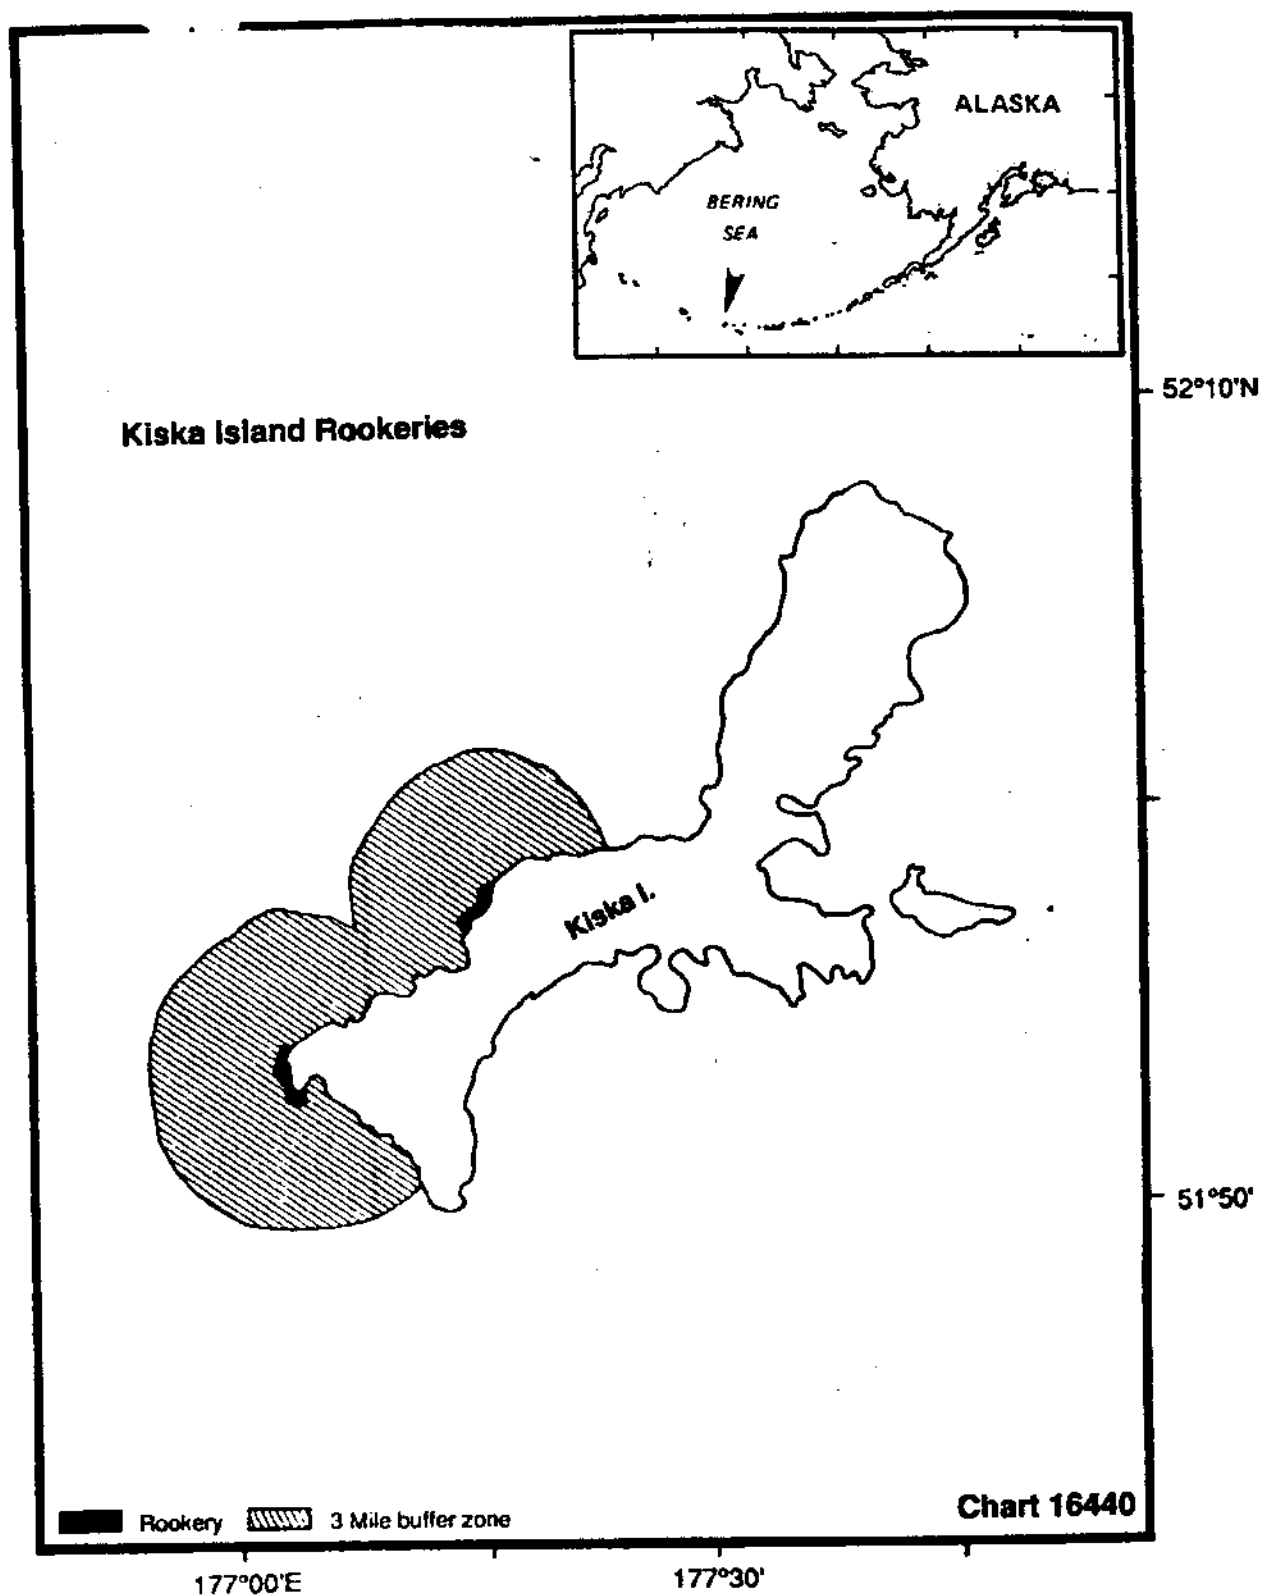 ALASKA
BERING
SEA
52°10'N
Kiska Island Rookeries
Kiska I.
51°50'
Chart 16440
Rookery
3 Mile buffer zone
177°00'E
177°30'